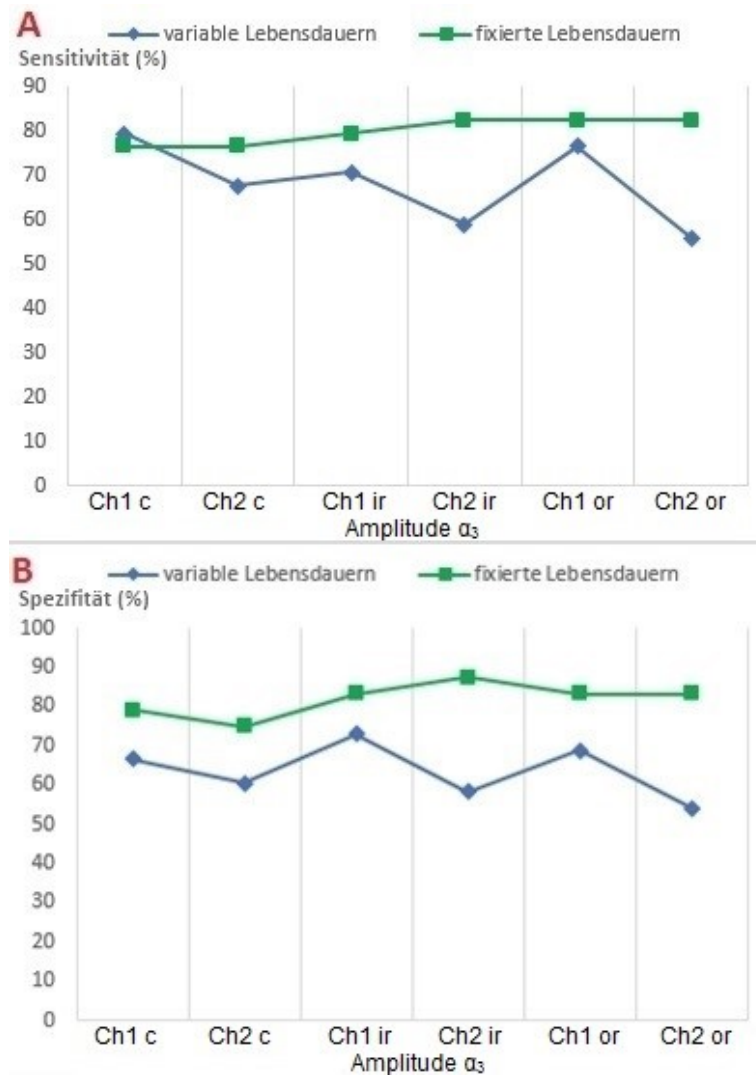 A
variable Lebensdauern fixierte Lebensdauern
Sensitivität (%)
90
80
70
60
50
40
30
20
10
0
Ch1 c Ch2 c Ch1 ir Ch2 ir Ch1 or Ch2 or
Amplitude α₃
B
variable Lebensdauern fixierte Lebensdauern
Spezifität (%)
100
90
80
70
60
50
40
30
20
10
0
Ch1 c Ch2 c Ch1 ir Ch2 ir Ch1 or Ch2 or
Amplitude α₃